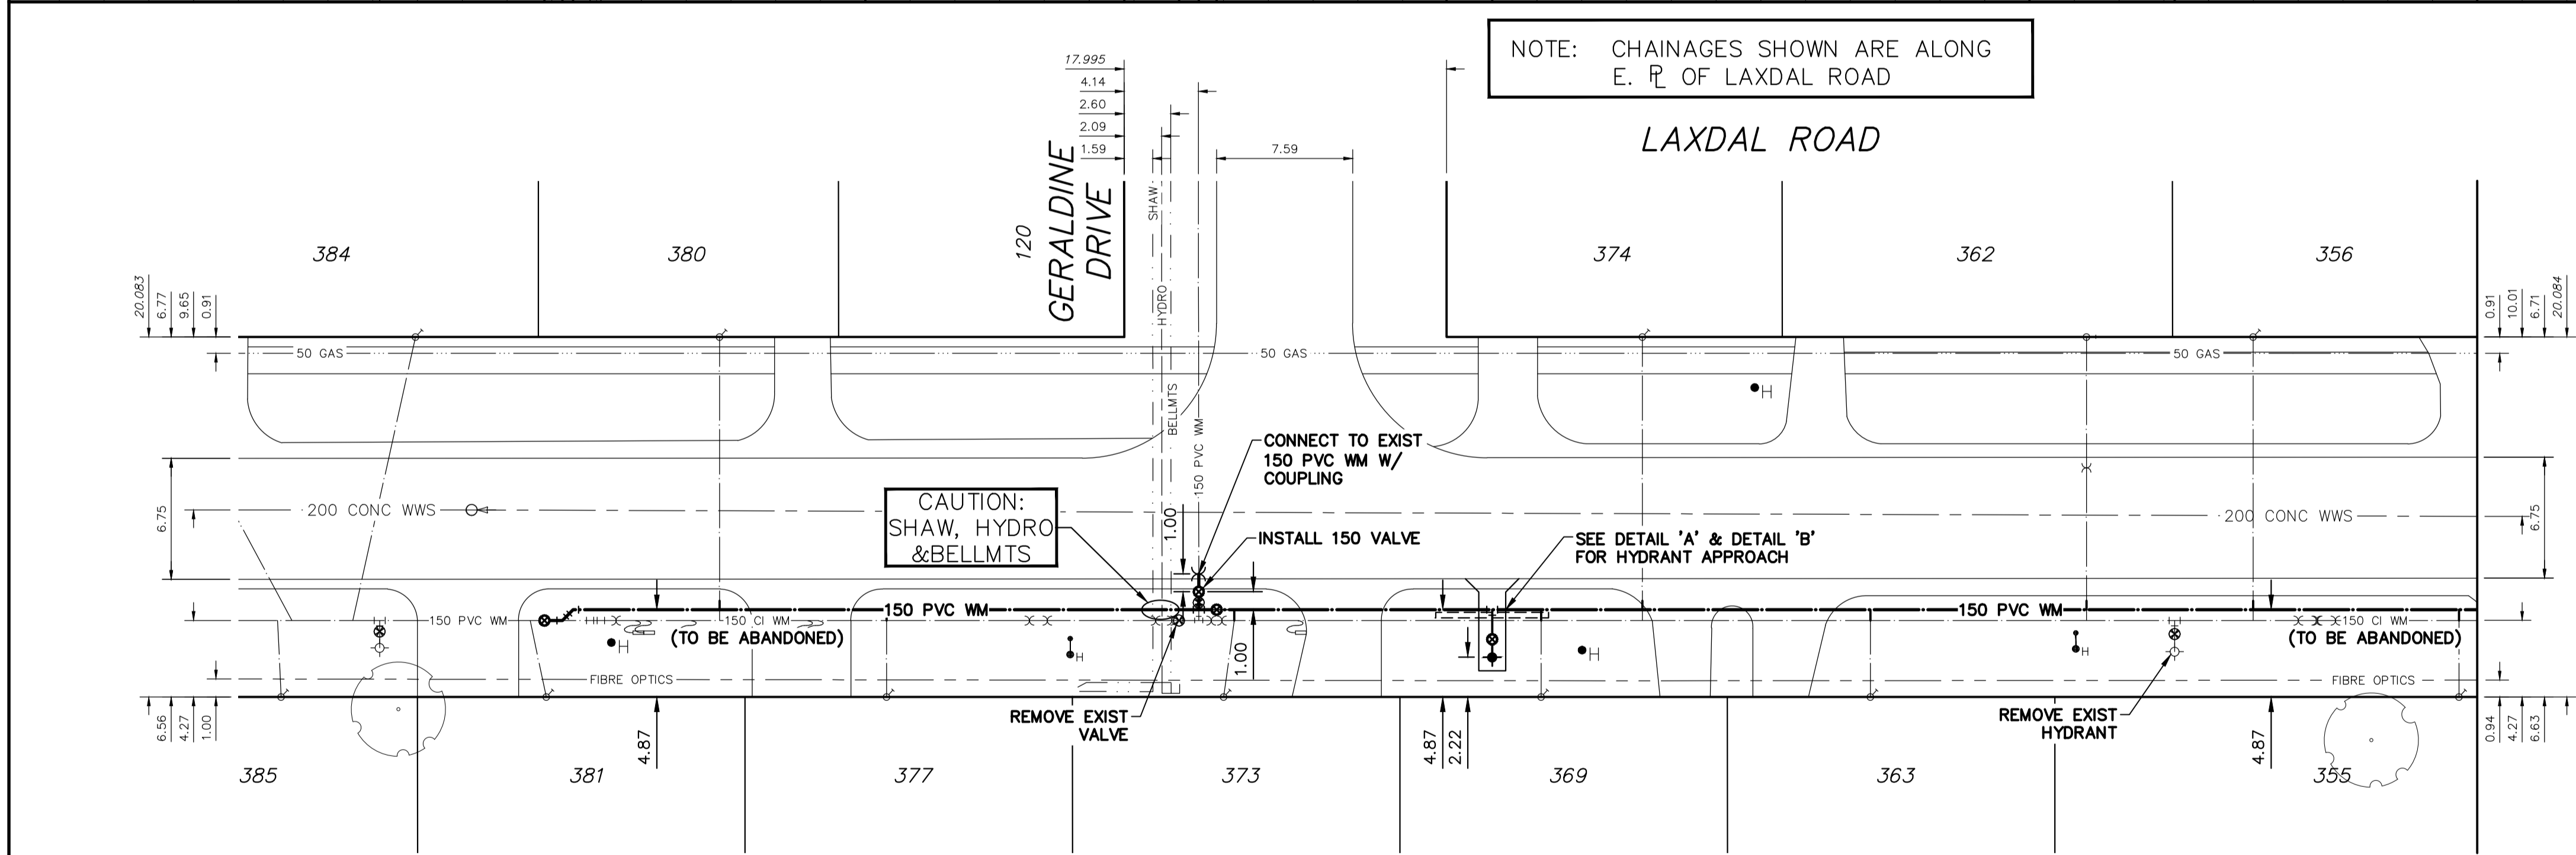 NOTE: CHAINAGES SHOWN ARE ALONG
E. PL OF LAXDAL ROAD
LAXDAL ROAD
17.995
4.14
2.60
2.09
1.59
7.59
GERALDINE
DRIVE
120
SHAW
HYDRO
BELLMTS
150 PVC WM
384
380
374
362
356
20.083
6.77
9.65
0.91
0.91
10.01
6.71
20.084
50 GAS
50 GAS
50 GAS
H
CONNECT TO EXIST
150 PVC WM W/
COUPLING
CAUTION:
SHAW, HYDRO
&BELLMTS
1.00
INSTALL 150 VALVE
SEE DETAIL 'A' & DETAIL 'B'
FOR HYDRANT APPROACH
6.75
200 CONC WWS
200 CONC WWS
6.75
150 PVC WM
150 PVC WM
150 PVC WM
150 CI WM
(TO BE ABANDONED)
150 CI WM
(TO BE ABANDONED)
H
H
H
H
1.00
FIBRE OPTICS
FIBRE OPTICS
REMOVE EXIST
VALVE
REMOVE EXIST
HYDRANT
6.56
4.27
1.00
4.87
4.87
2.22
4.87
0.94
4.27
6.63
385
381
377
373
369
363
355